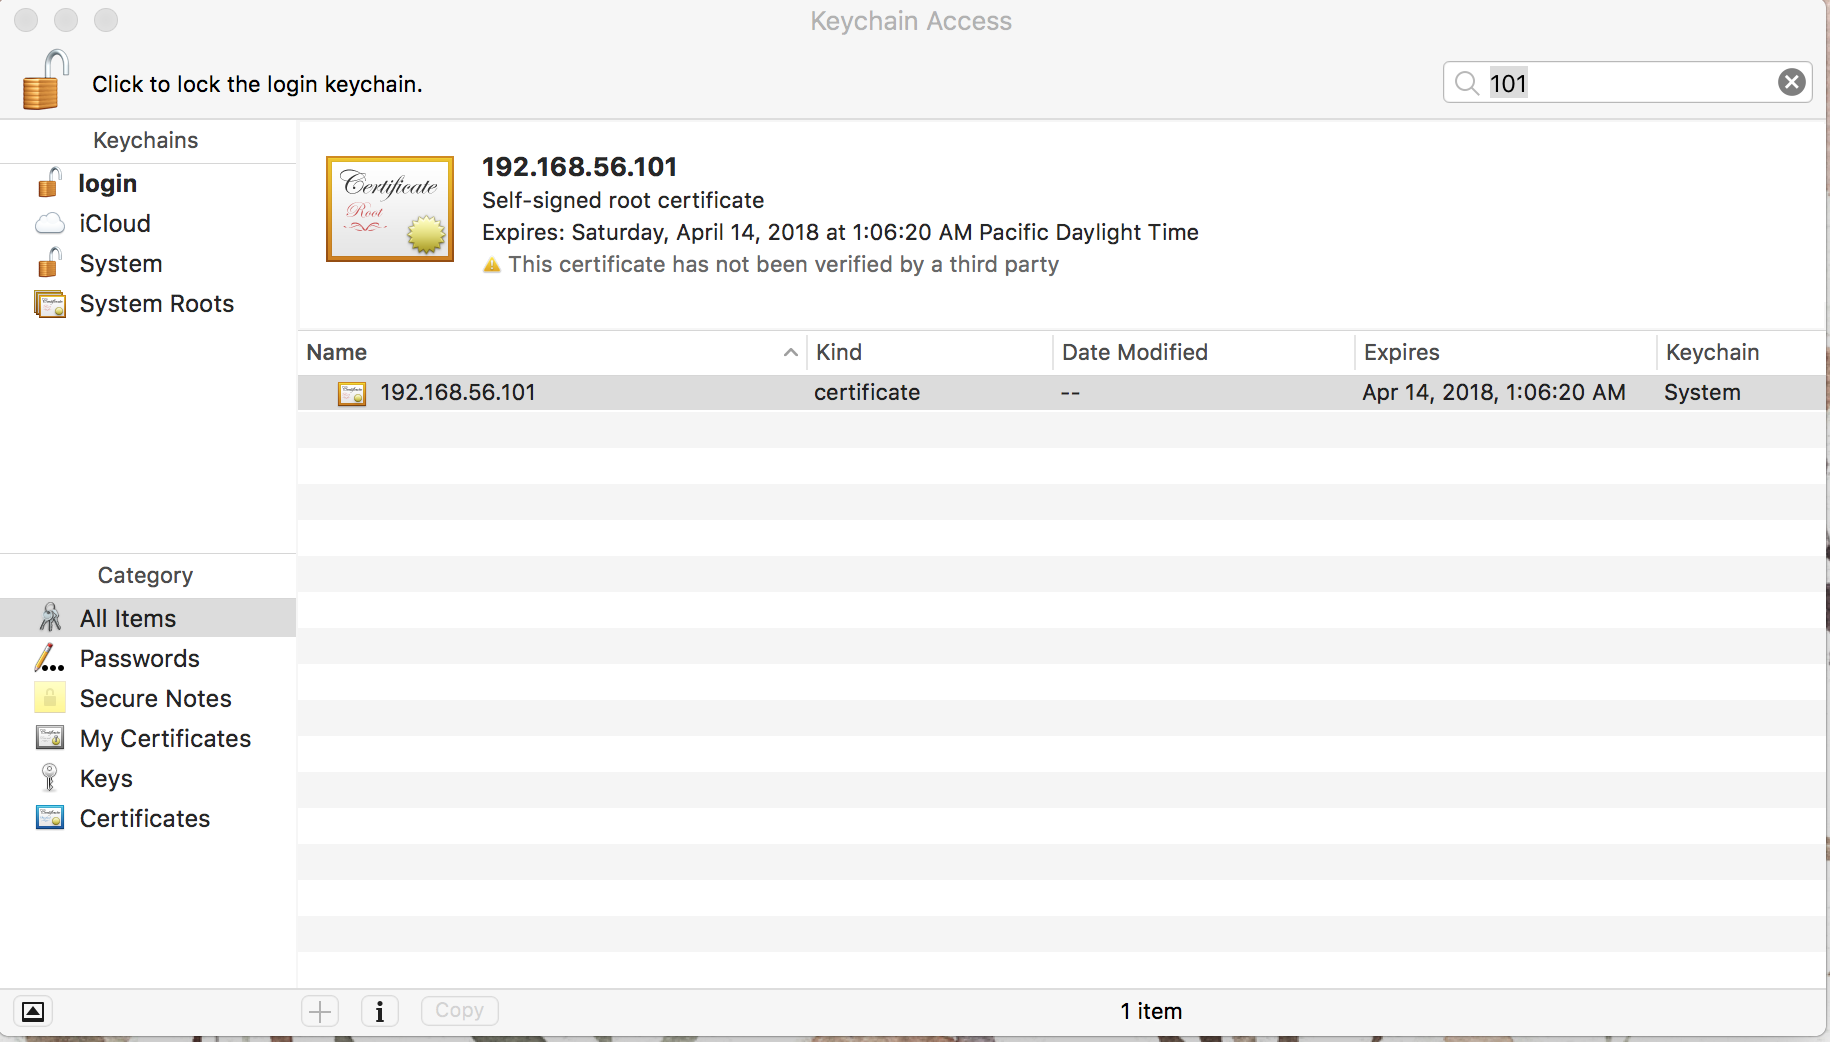 Keychain Access
Click to lock the login keychain.
101
Keychains
login
iCloud
System
System Roots
Certificate
Root
192.168.56.101
Self-signed root certificate
Expires: Saturday, April 14, 2018 at 1:06:20 AM Pacific Daylight Time
This certificate has not been verified by a third party
Name Kind Date Modified Expires Keychain
192.168.56.101 certificate -- Apr 14, 2018, 1:06:20 AM System
Category
All Items
Passwords
Secure Notes
My Certificates
Keys
Certificates
Copy
1 item